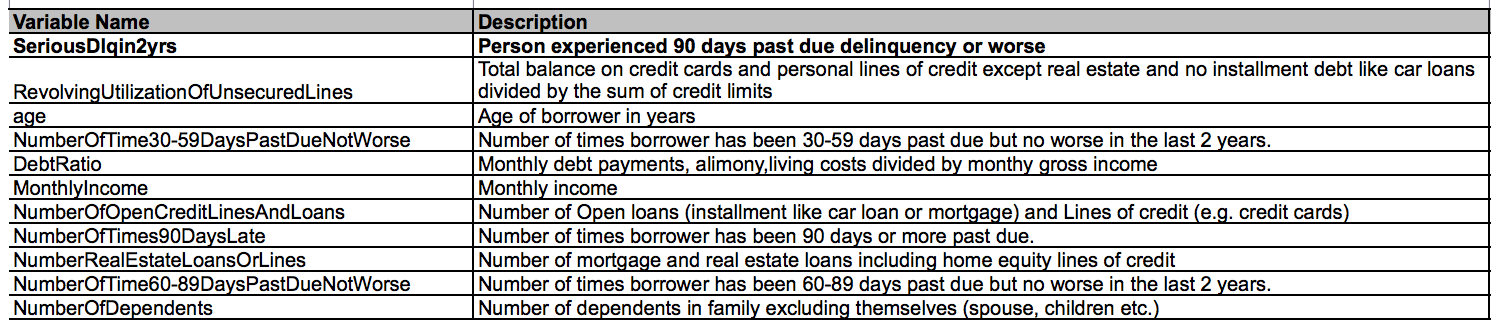 Variable Name Description
SeriousDlqin2yrs Person experienced 90 days past due delinquency or worse
RevolvingUtilizationOfUnsecuredLines Total balance on credit cards and personal lines of credit except real estate and no installment debt like car loans
divided by the sum of credit limits
age Age of borrower in years
NumberOfTime30-59DaysPastDueNotWorse Number of times borrower has been 30-59 days past due but no worse in the last 2 years.
DebtRatio Monthly debt payments, alimony,living costs divided by monthy gross income
MonthlyIncome Monthly income
NumberOfOpenCreditLinesAndLoans Number of Open loans (installment like car loan or mortgage) and Lines of credit (e.g. credit cards)
NumberOfTimes90DaysLate Number of times borrower has been 90 days or more past due.
NumberRealEstateLoansOrLines Number of mortgage and real estate loans including home equity lines of credit
NumberOfTime60-89DaysPastDueNotWorse Number of times borrower has been 60-89 days past due but no worse in the last 2 years.
NumberOfDependents Number of dependents in family excluding themselves (spouse, children etc.)